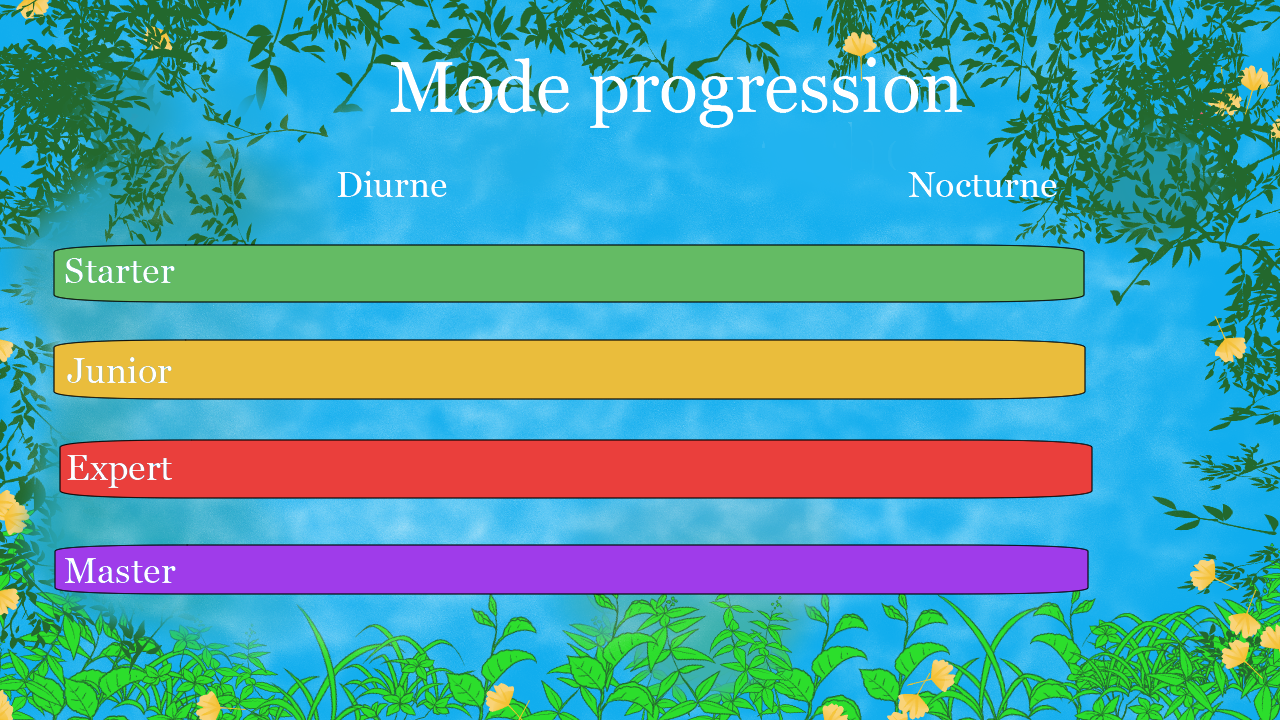 Mode progression
Diurne Nocturne
Starter
Junior
Expert
Master